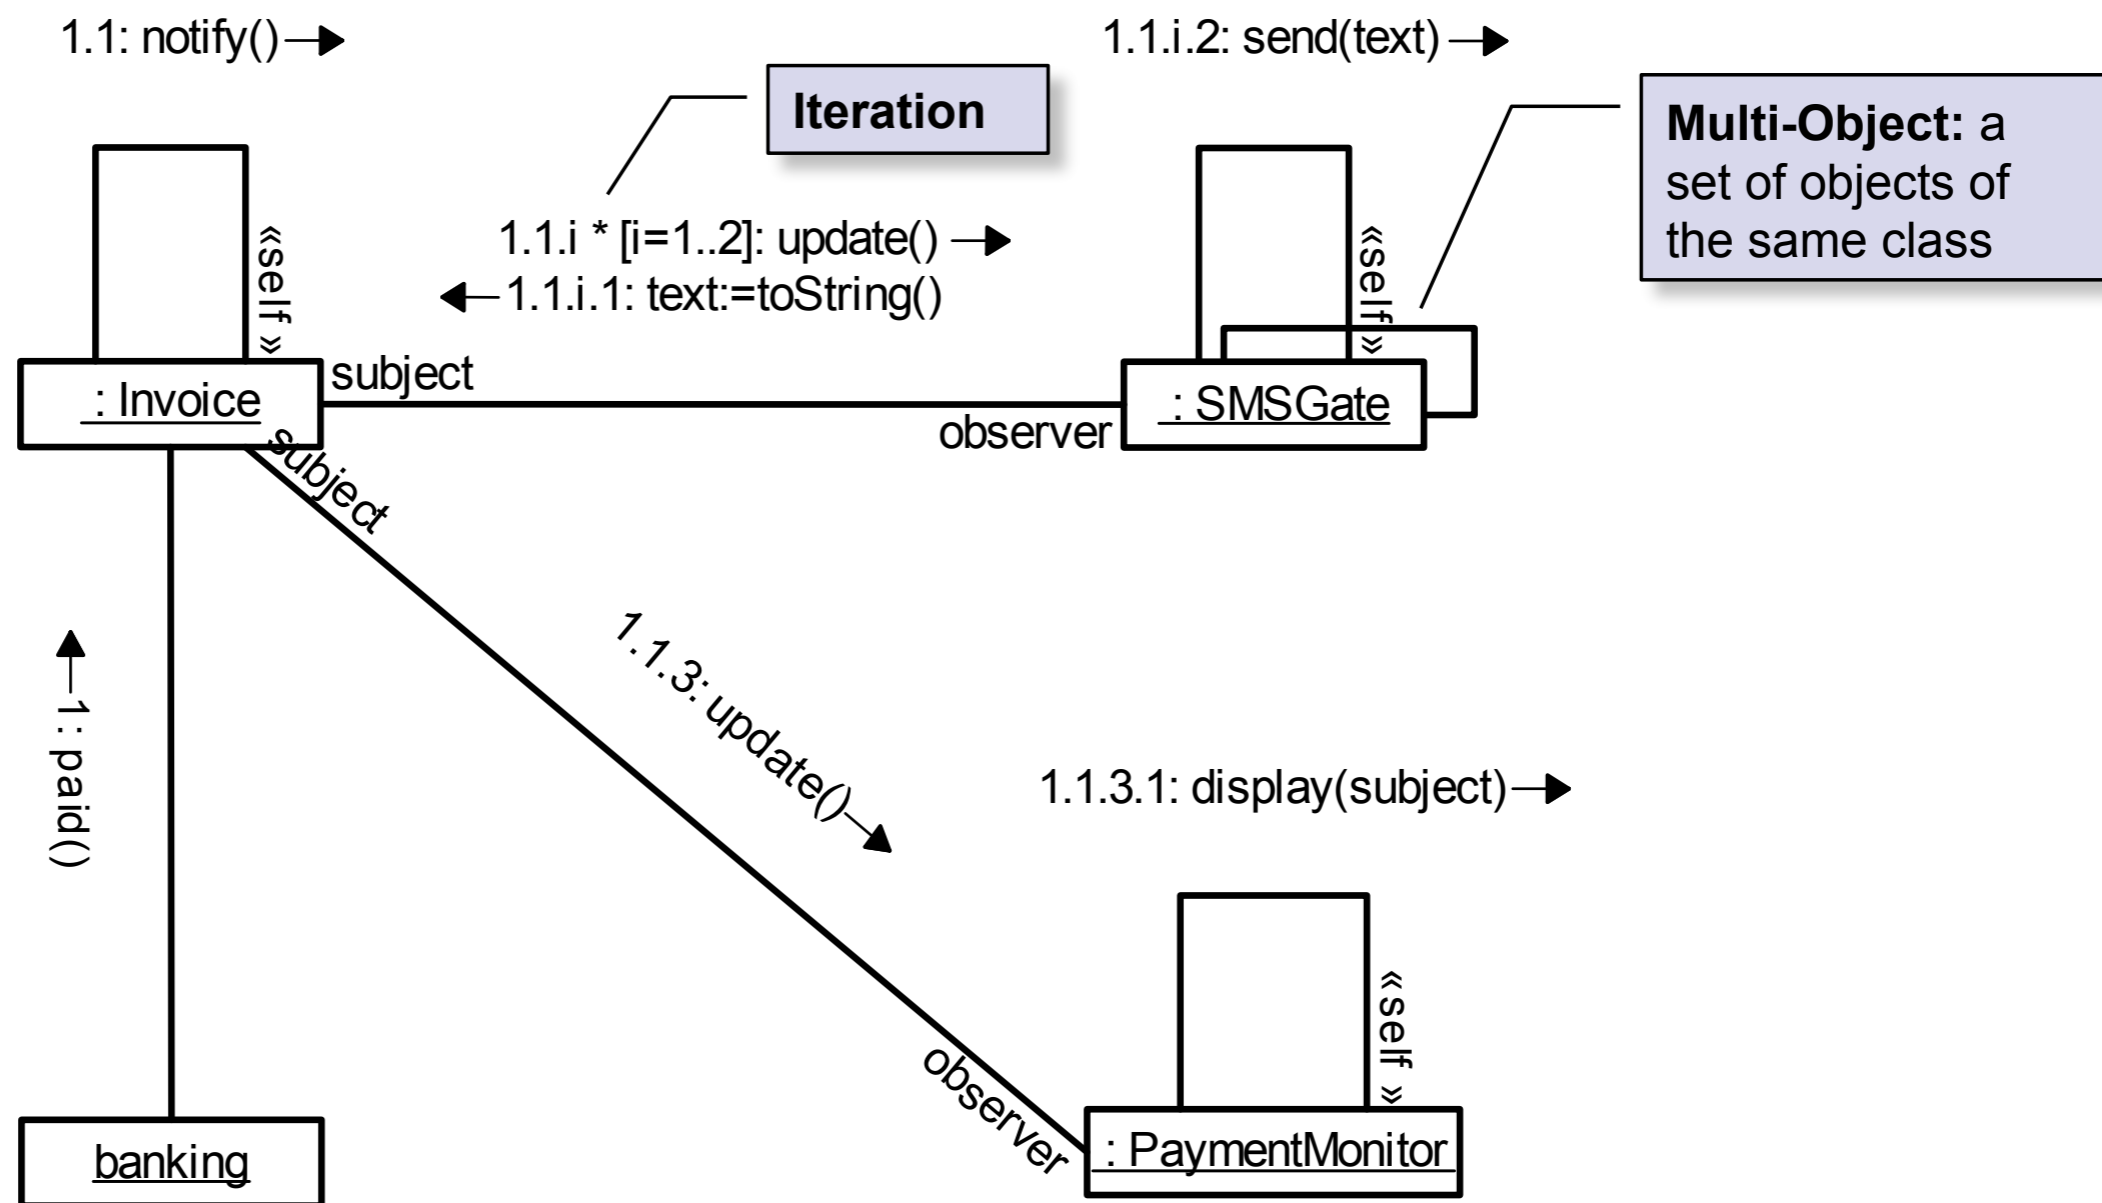 1.1: notify()
1.1.i.2: send(text)
Iteration
Multi-Object: a
set of objects of
the same class
1.1.i * [i=1..2]: update()
1.1.i.1: text:=toString()
«self »
«self »
: Invoice
subject
observer
: SMSGate
subject
1: paid()
1.1.3: update()
1.1.3.1: display(subject)
«self »
observer
banking
: PaymentMonitor